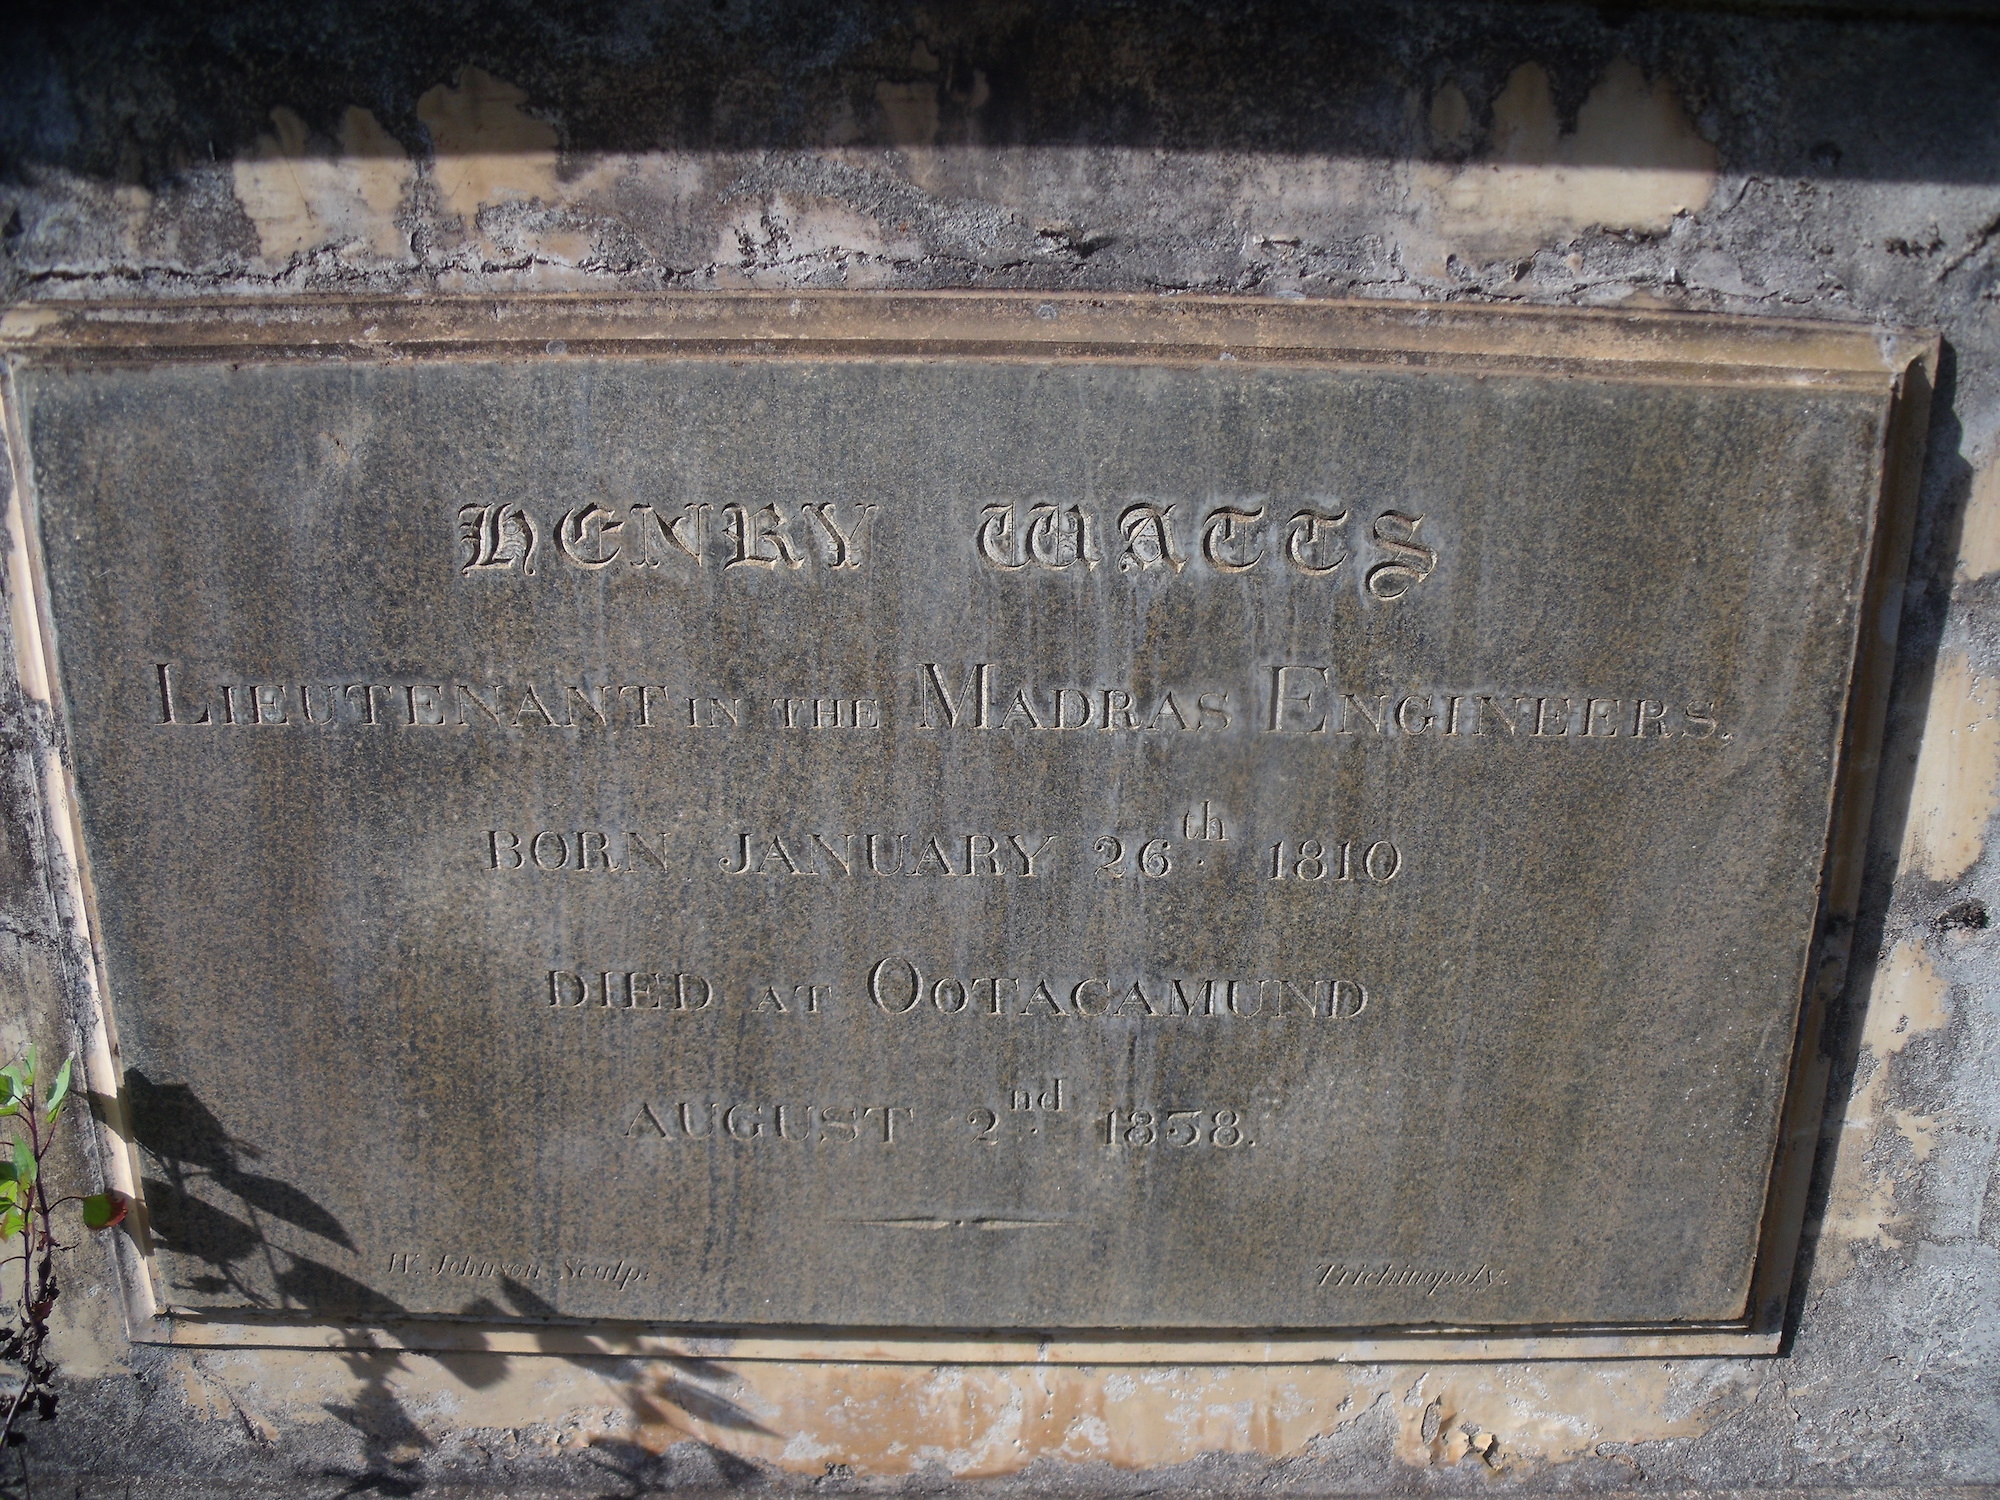 HENRY WATTS
LIEUTENANT IN THE MADRAS ENGINEERS.
BORN JANUARY 26th 1810
DIED AT OOTACAMUND
AUGUST 2nd 1838.
W. Johnson Sculp: Trichinopoly.